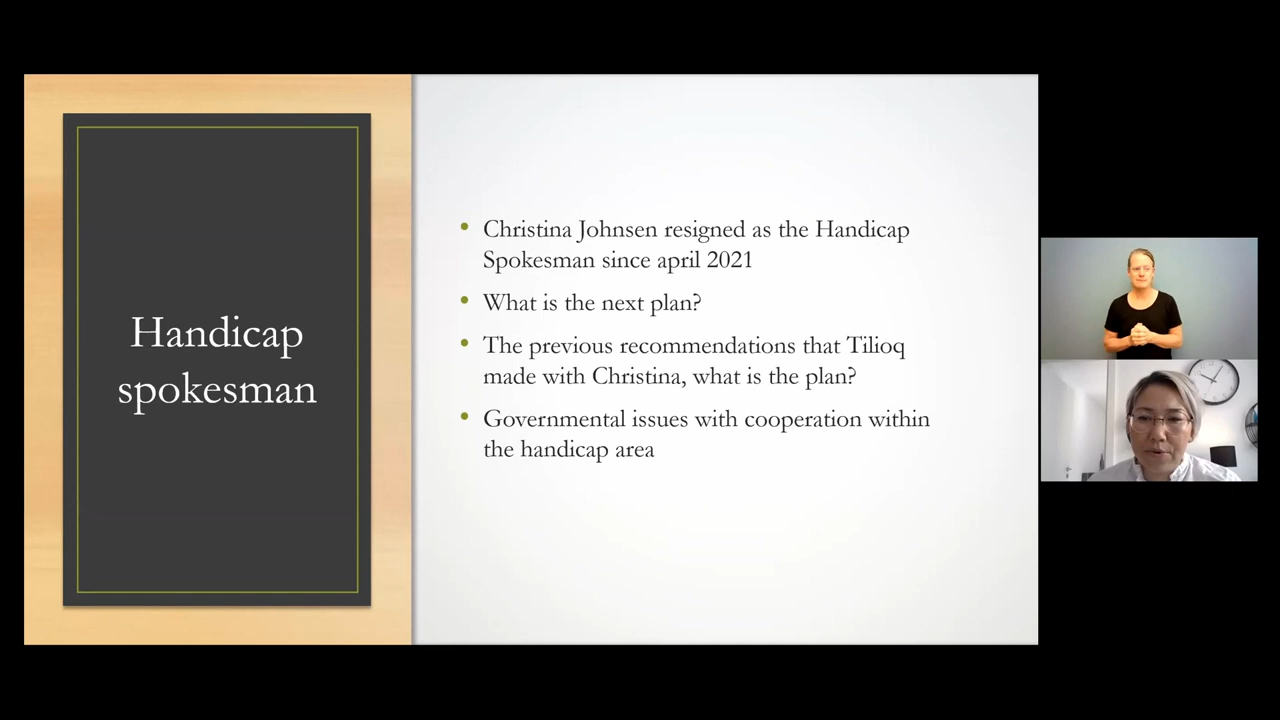 Handicap
spokesman
• Christina Johnsen resigned as the Handicap
Spokesman since april 2021
• What is the next plan?
• The previous recommendations that Tilioq
made with Christina, what is the plan?
• Governmental issues with cooperation within
the handicap area